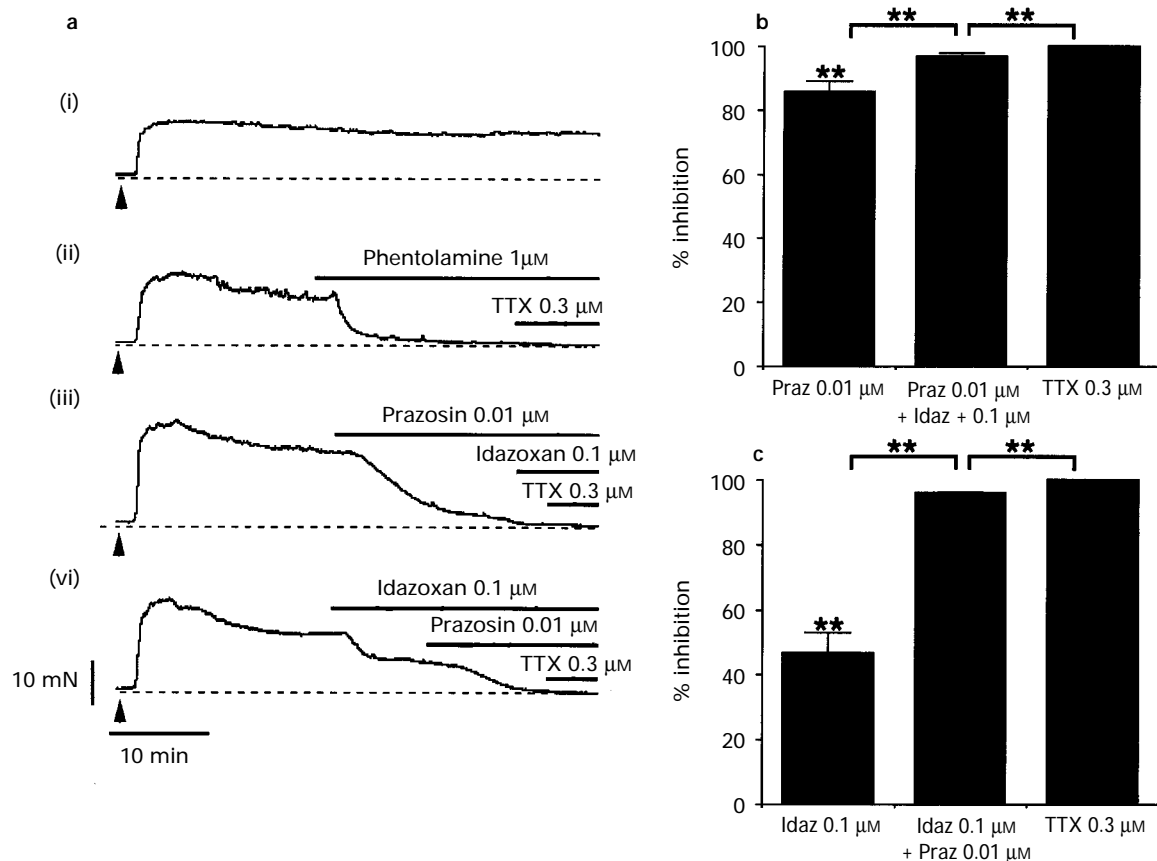 a
(i)
(ii)
Phentolamine 1µM
TTX 0.3 µM
(iii)
Prazosin 0.01 µM
Idazoxan 0.1 µM
TTX 0.3 µM
(vi)
Idazoxan 0.1 µM
Prazosin 0.01 µM
TTX 0.3 µM
10 mN
10 min
b
**
**
**
% inhibition
100
80
60
40
20
0
Praz 0.01 µM
Praz 0.01 µM
+ Idaz + 0.1 µM
TTX 0.3 µM
c
**
**
**
% inhibition
100
80
60
40
20
0
Idaz 0.1 µM
Idaz 0.1 µM
+ Praz 0.01 µM
TTX 0.3 µM